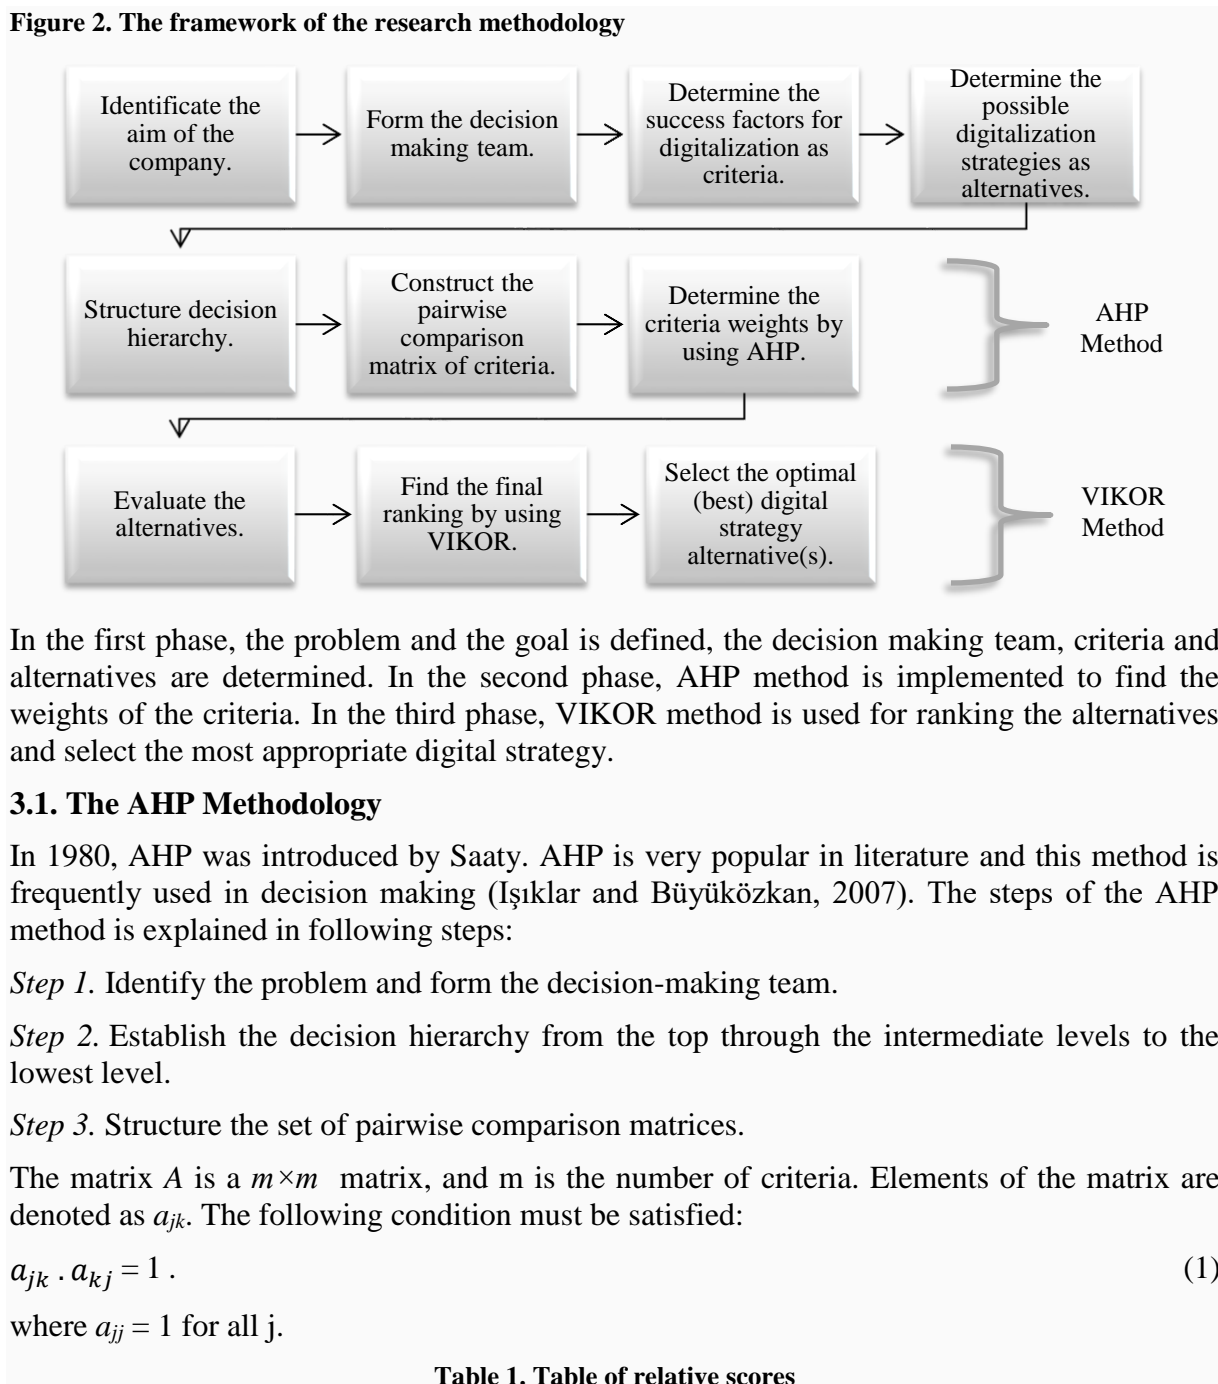 Figure 2. The framework of the research methodology
Identificate the
aim of the
company.
Form the decision
making team.
Determine the
success factors for
digitalization as
criteria.
Determine the
possible
digitalization
strategies as
alternatives.
Structure decision
hierarchy.
Construct the
pairwise
comparison
matrix of criteria.
Determine the
criteria weights by
using AHP.
AHP
Method
Evaluate the
alternatives.
Find the final
ranking by using
VIKOR.
Select the optimal
(best) digital
strategy
alternative(s).
VIKOR
Method
In the first phase, the problem and the goal is defined, the decision making team, criteria and
alternatives are determined. In the second phase, AHP method is implemented to find the
weights of the criteria. In the third phase, VIKOR method is used for ranking the alternatives
and select the most appropriate digital strategy.
3.1. The AHP Methodology
In 1980, AHP was introduced by Saaty. AHP is very popular in literature and this method is
frequently used in decision making (Işıklar and Büyüközkan, 2007). The steps of the AHP
method is explained in following steps:
Step 1. Identify the problem and form the decision-making team.
Step 2. Establish the decision hierarchy from the top through the intermediate levels to the
lowest level.
Step 3. Structure the set of pairwise comparison matrices.
The matrix A is a m×m matrix, and m is the number of criteria. Elements of the matrix are
denoted as ajk. The following condition must be satisfied:
ajk . akj = 1 . (1)
where ajj = 1 for all j.
Table 1. Table of relative scores